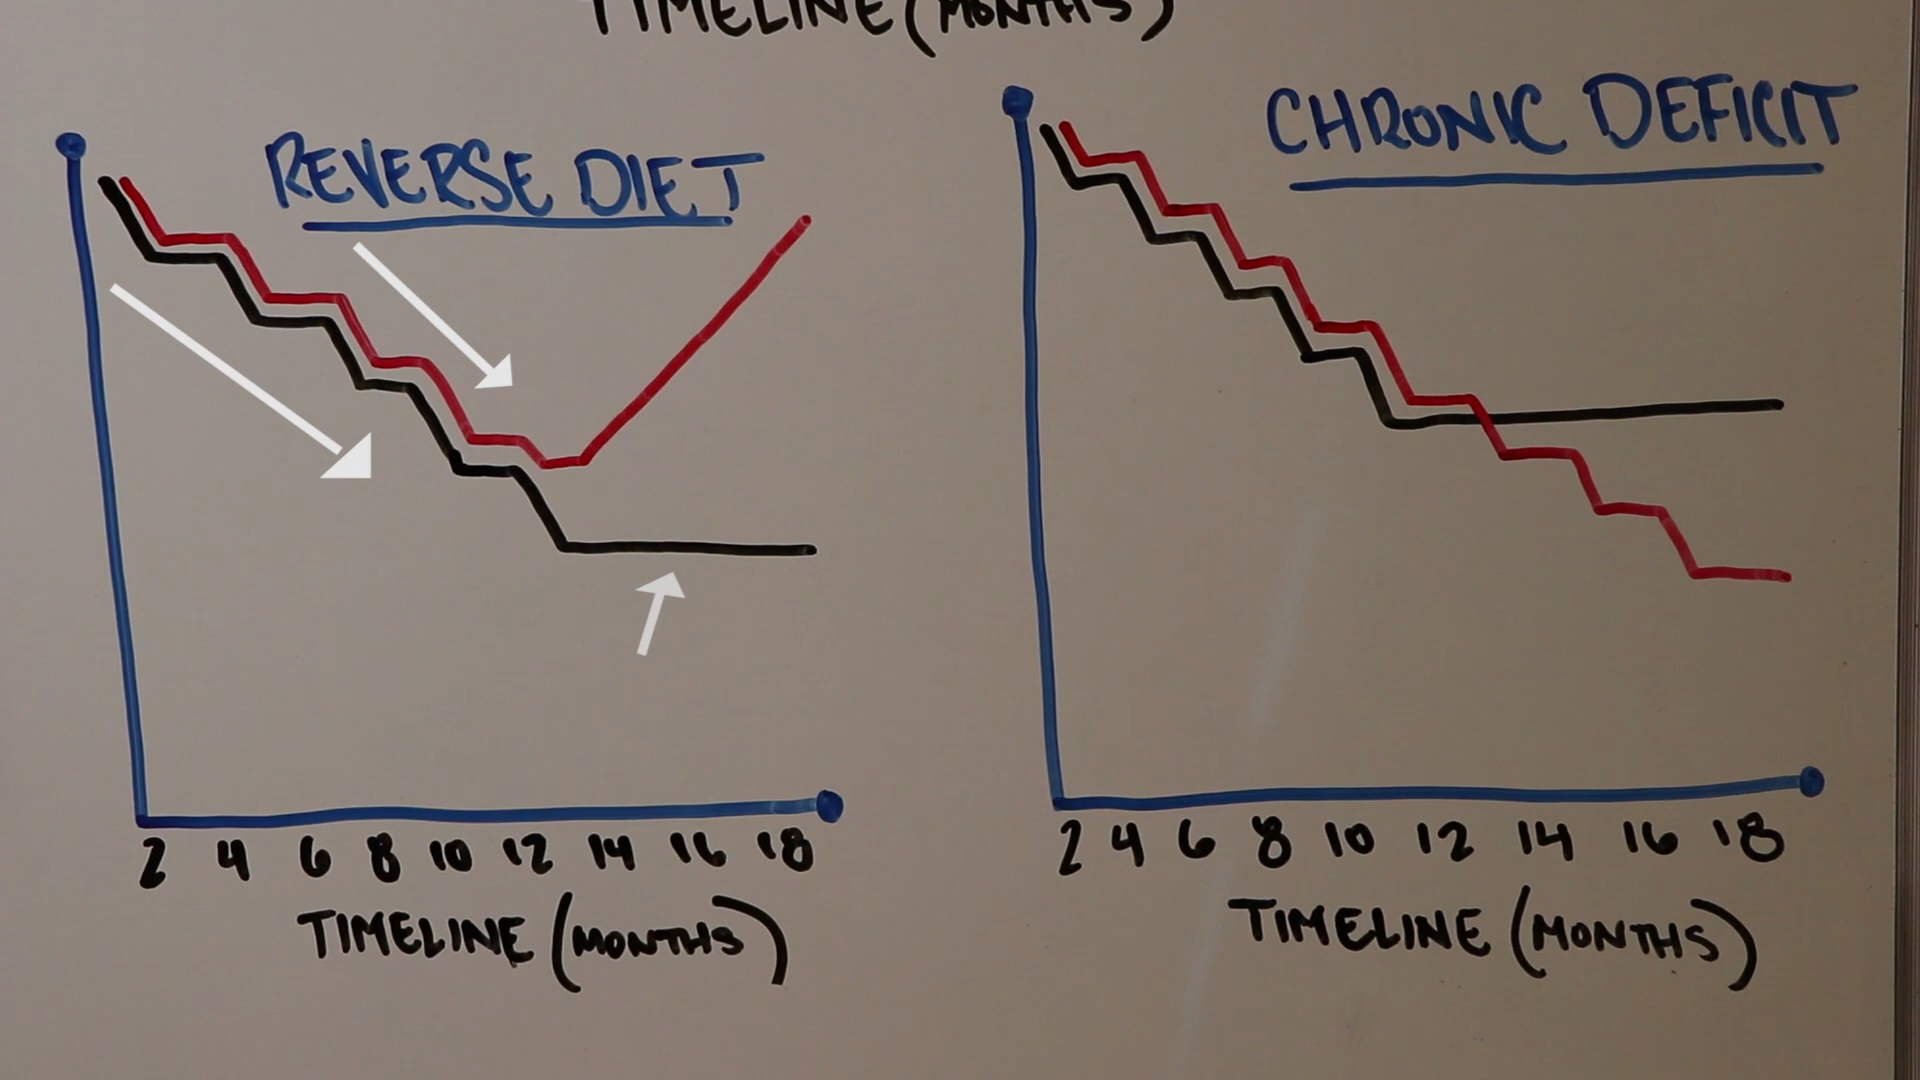 TIMELINE (MONTHS)
REVERSE DIET
2 4 6 8 10 12 14 16 18
TIMELINE (MONTHS)
CHRONIC DEFICIT
2 4 6 8 10 12 14 16 18
TIMELINE (MONTHS)